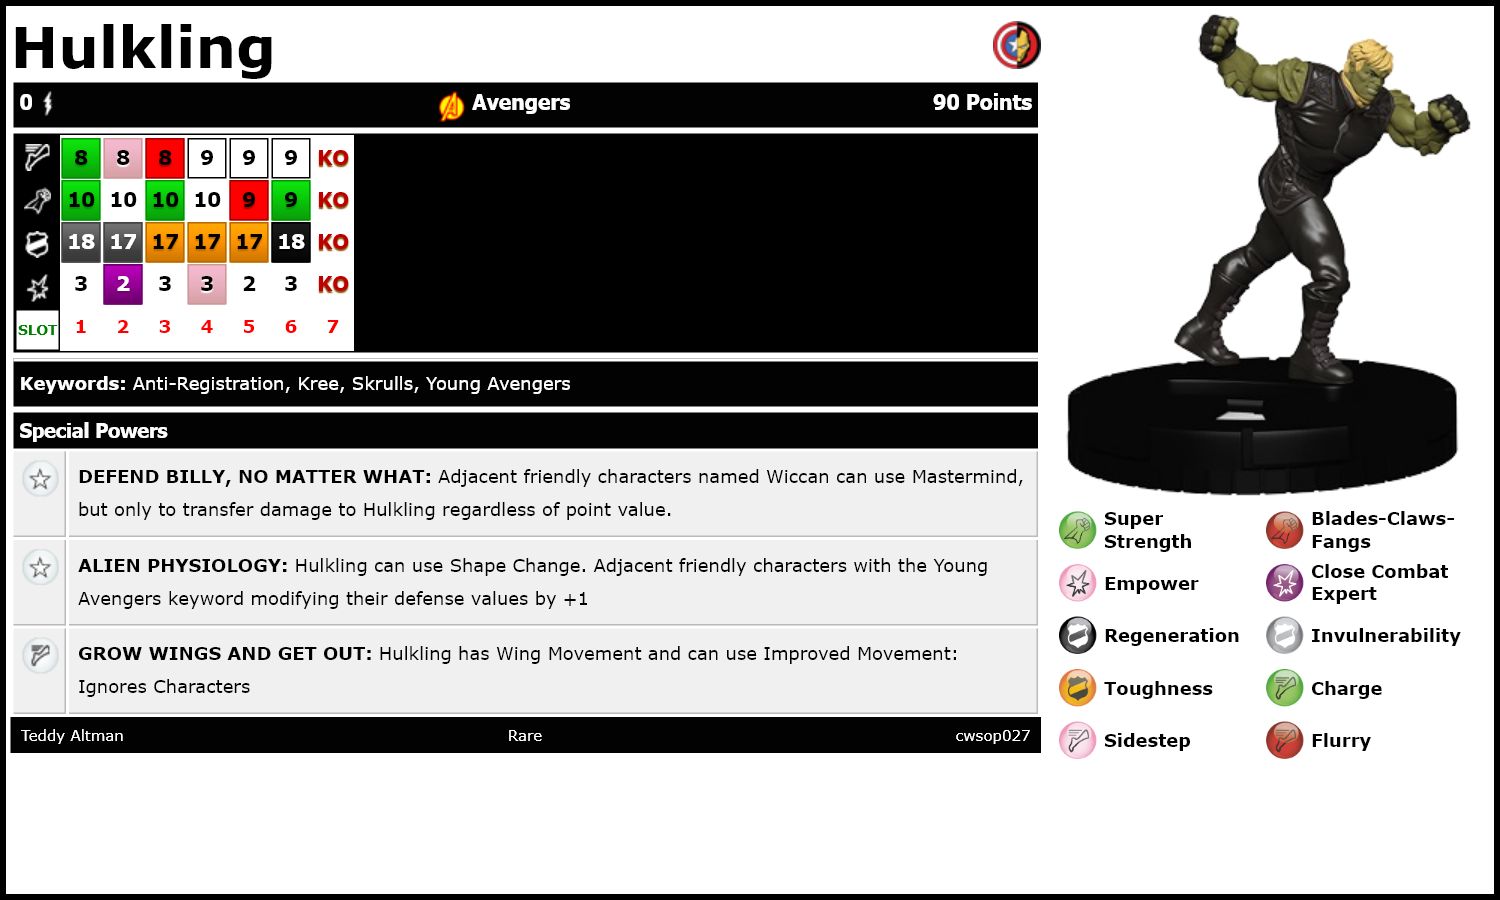 Hulkling
0 Avengers 90 Points
8 8 8 9 9 9 KO
10 10 10 10 9 9 KO
18 17 17 17 17 18 KO
3 2 3 3 2 3 KO
SLOT 1 2 3 4 5 6 7
Keywords: Anti-Registration, Kree, Skrulls, Young Avengers
Special Powers
DEFEND BILLY, NO MATTER WHAT: Adjacent friendly characters named Wiccan can use Mastermind,
but only to transfer damage to Hulkling regardless of point value.
ALIEN PHYSIOLOGY: Hulkling can use Shape Change. Adjacent friendly characters with the Young
Avengers keyword modifying their defense values by +1
GROW WINGS AND GET OUT: Hulkling has Wing Movement and can use Improved Movement:
Ignores Characters
Teddy Altman Rare cwsop027
Super
Strength
Blades-Claws-
Fangs
Empower
Close Combat
Expert
Regeneration
Invulnerability
Toughness
Charge
Sidestep
Flurry